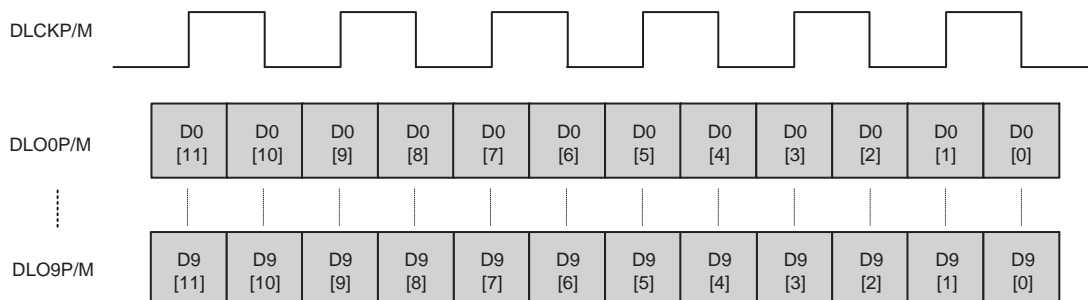 DLCKP/M
DLO0P/M
D0 D0 D0 D0 D0 D0 D0 D0 D0 D0 D0 D0
[11] [10] [9] [8] [7] [6] [5] [4] [3] [2] [1] [0]
DLO9P/M
D9 D9 D9 D9 D9 D9 D9 D9 D9 D9 D9 D9
[11] [10] [9] [8] [7] [6] [5] [4] [3] [2] [1] [0]